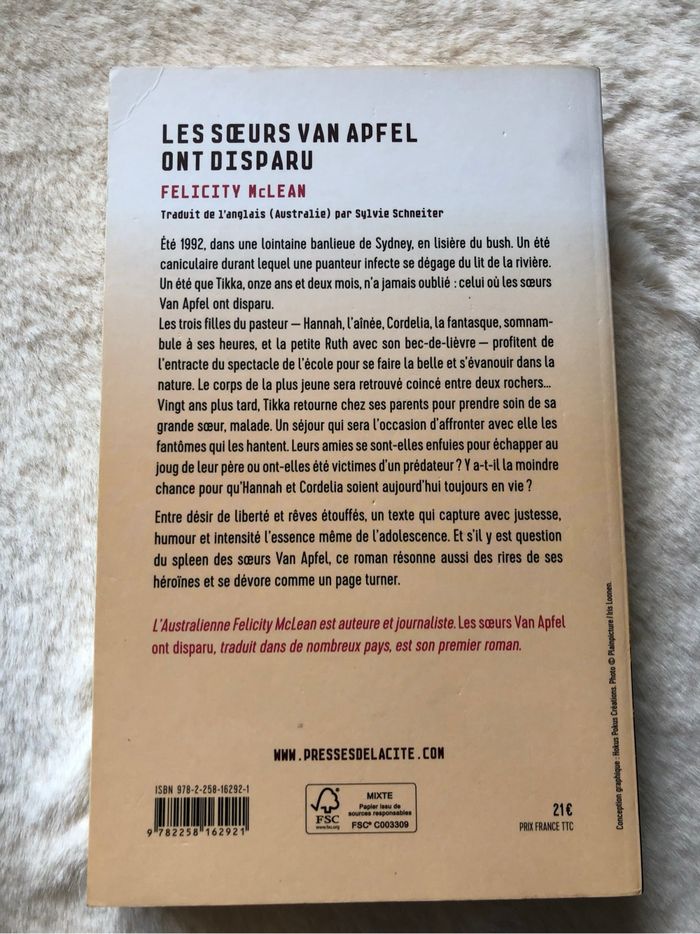 LES SŒURS VAN APFEL
ONT DISPARU
FELICITY McLEAN
Traduit de l'anglais (Australie) par Sylvie Schneiter
Été 1992, dans une lointaine banlieue de Sydney, en lisière du bush. Un été
caniculaire durant lequel une puanteur infecte se dégage du lit de la rivière.
Un été que Tikka, onze ans et deux mois, n'a jamais oublié : celui où les sœurs
Van Apfel ont disparu.
Les trois filles du pasteur – Hannah, l'aînée, Cordelia, la fantasque, somnam-
bule à ses heures, et la petite Ruth avec son bec-de-lièvre – profitent de
l'entracte du spectacle de l'école pour se faire la belle et s'évanouir dans la
nature. Le corps de la plus jeune sera retrouvé coincé entre deux rochers...
Vingt ans plus tard, Tikka retourne chez ses parents pour prendre soin de sa
grande sœur, malade. Un séjour qui sera l'occasion d'affronter avec elle les
fantômes qui les hantent. Leurs amies se sont-elles enfuies pour échapper au
joug de leur père ou ont-elles été victimes d'un prédateur ? Y a-t-il la moindre
chance pour qu'Hannah et Cordelia soient aujourd'hui toujours en vie ?
Entre désir de liberté et rêves étouffés, un texte qui capture avec justesse,
humour et intensité l'essence même de l'adolescence. Et s'il y est question
du spleen des sœurs Van Apfel, ce roman résonne aussi des rires de ses
héroïnes et se dévore comme un page turner.
L'Australienne Felicity McLean est auteure et journaliste. Les sœurs Van Apfel
ont disparu, traduit dans de nombreux pays, est son premier roman.
WWW.PRESSESDELACITE.COM
ISBN 978-2-258-16292-1
9 782258 162921
FSC
www.fsc.org
MIXTE
Papier issu de
sources responsables
FSC® C003309
21 €
PRIX FRANCE TTC
Conception graphique : Hokus Pokus Créations. Photo © Plainpicture / Iris Loonen.